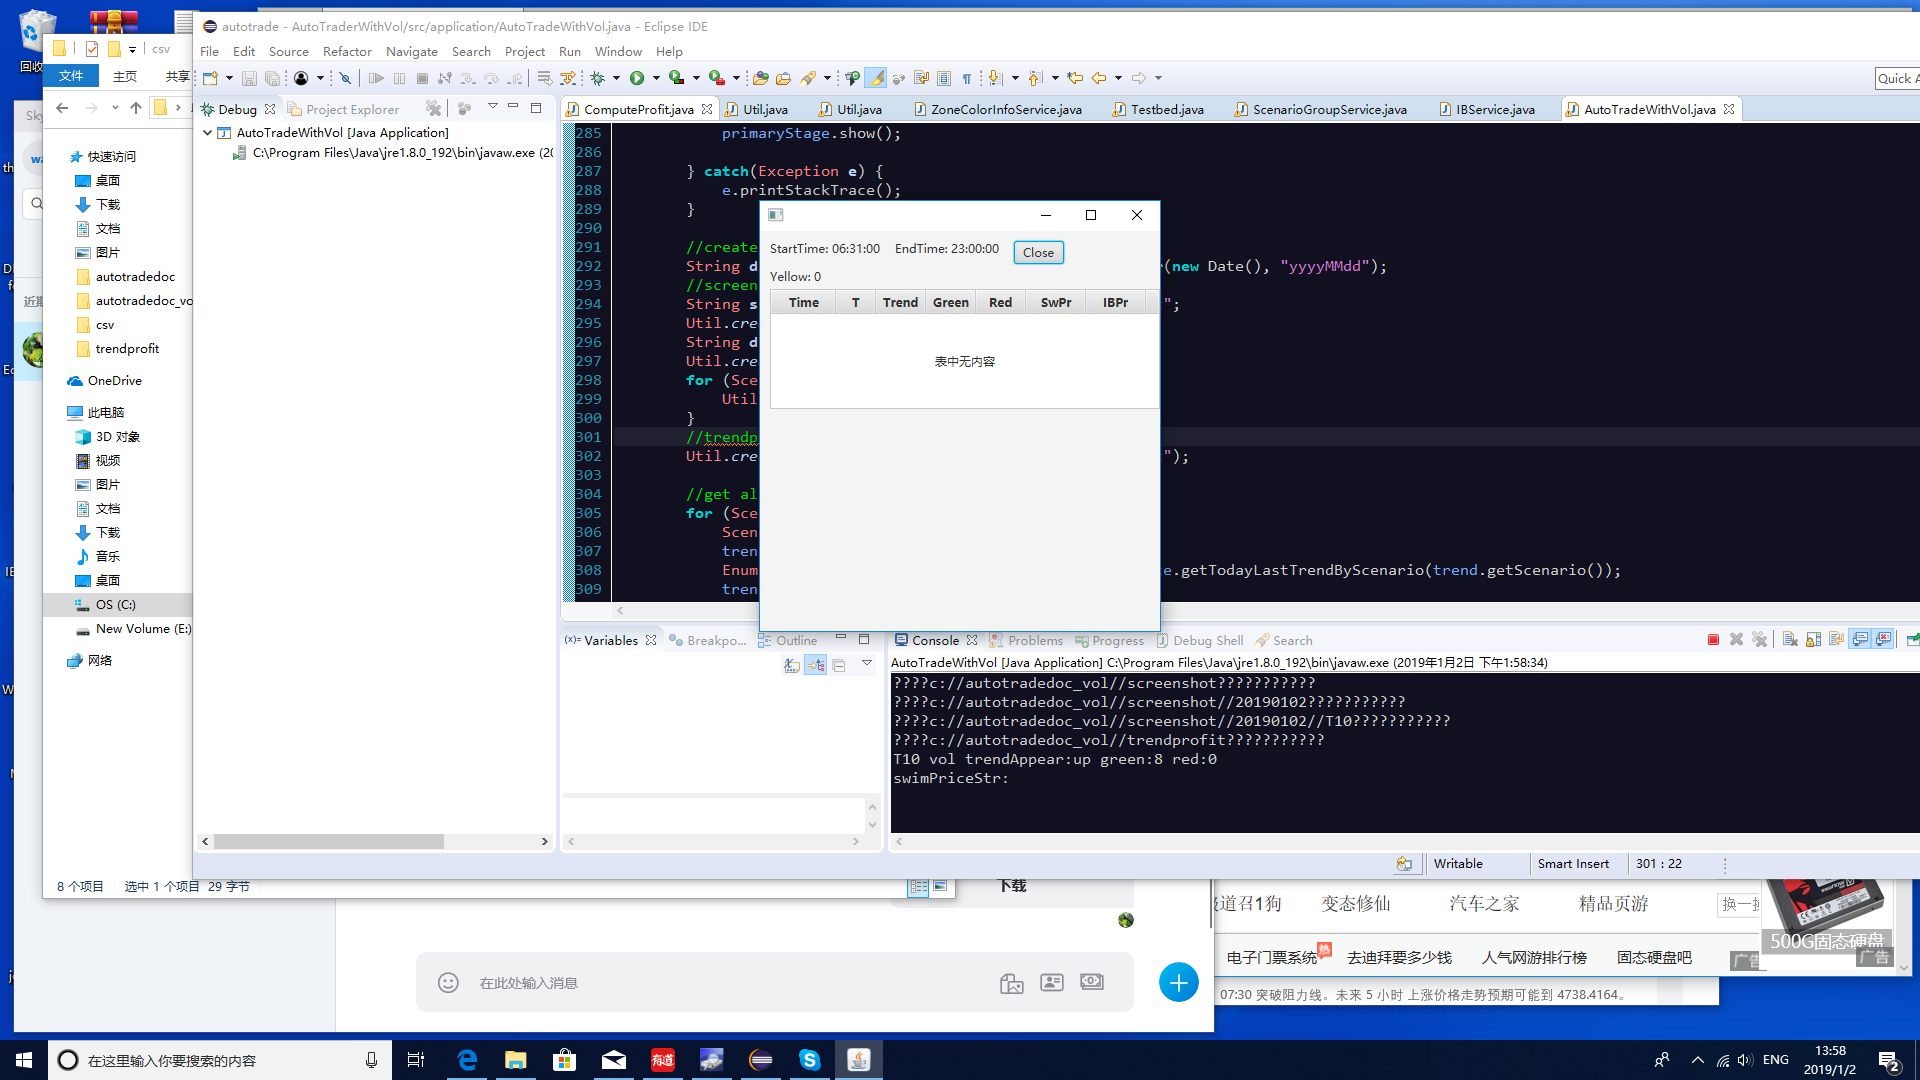 autotrade - AutoTraderWithVol/src/application/AutoTradeWithVol.java - Eclipse IDE
File Edit Source Refactor Navigate Search Project Run Window Help
Quick A
csv
文件 主页 共享
快速访问
桌面
下载
文档
图片
autotradedoc
autotradedoc_vo
csv
trendprofit
OneDrive
此电脑
3D 对象
视频
图片
文档
下载
音乐
桌面
OS (C:)
New Volume (E:)
网络
8 个项目 选中 1 个项目 29 字节
Debug Project Explorer
AutoTradeWithVol [Java Application]
C:\Program Files\Java\jre1.8.0_192\bin\javaw.exe (20
ComputeProfit.java Util.java Util.java ZoneColorInfoService.java Testbed.java ScenarioGroupService.java IBService.java AutoTradeWithVol.java
285 primaryStage.show();
286
287 } catch(Exception e) {
288 e.printStackTrace();
289 }
290
291 //create
292 String d (new Date(), "yyyyMMdd");
293 //screen
294 String s ";
295 Util.cre
296 String d
297 Util.cre
298 for (Sce
299 Util
300 }
301 //trendp
302 Util.cre ");
303
304 //get al
305 for (Sce
306 Scen
307 tren
308 Enum e.getTodayLastTrendByScenario(trend.getScenario());
309 tren
StartTime: 06:31:00 EndTime: 23:00:00 Close
Yellow: 0
Time T Trend Green Red SwPr IBPr
表中无内容
(x)= Variables Breakpo... Outline
Console Problems Progress Debug Shell Search
AutoTradeWithVol [Java Application] C:\Program Files\Java\jre1.8.0_192\bin\javaw.exe (2019年1月2日 下午1:58:34)
????c://autotradedoc_vol//screenshot???????????
????c://autotradedoc_vol//screenshot//20190102???????????
????c://autotradedoc_vol//screenshot//20190102//T10???????????
????c://autotradedoc_vol//trendprofit???????????
T10 vol trendAppear:up green:8 red:0
swimPriceStr:
Writable Smart Insert 301 : 22
下载
在此处输入消息
道召1狗 变态修仙 汽车之家 精品页游 换一
500G固态硬盘
广告
电子门票系统 热 去迪拜要多少钱 人气网游排行榜 固态硬盘吧 广告
07:30 突破阻力线。未来 5 小时 上涨价格走势预期可能到 4738.4164。
在这里输入你要搜索的内容
有道
ENG
13:58
2019/1/2
2